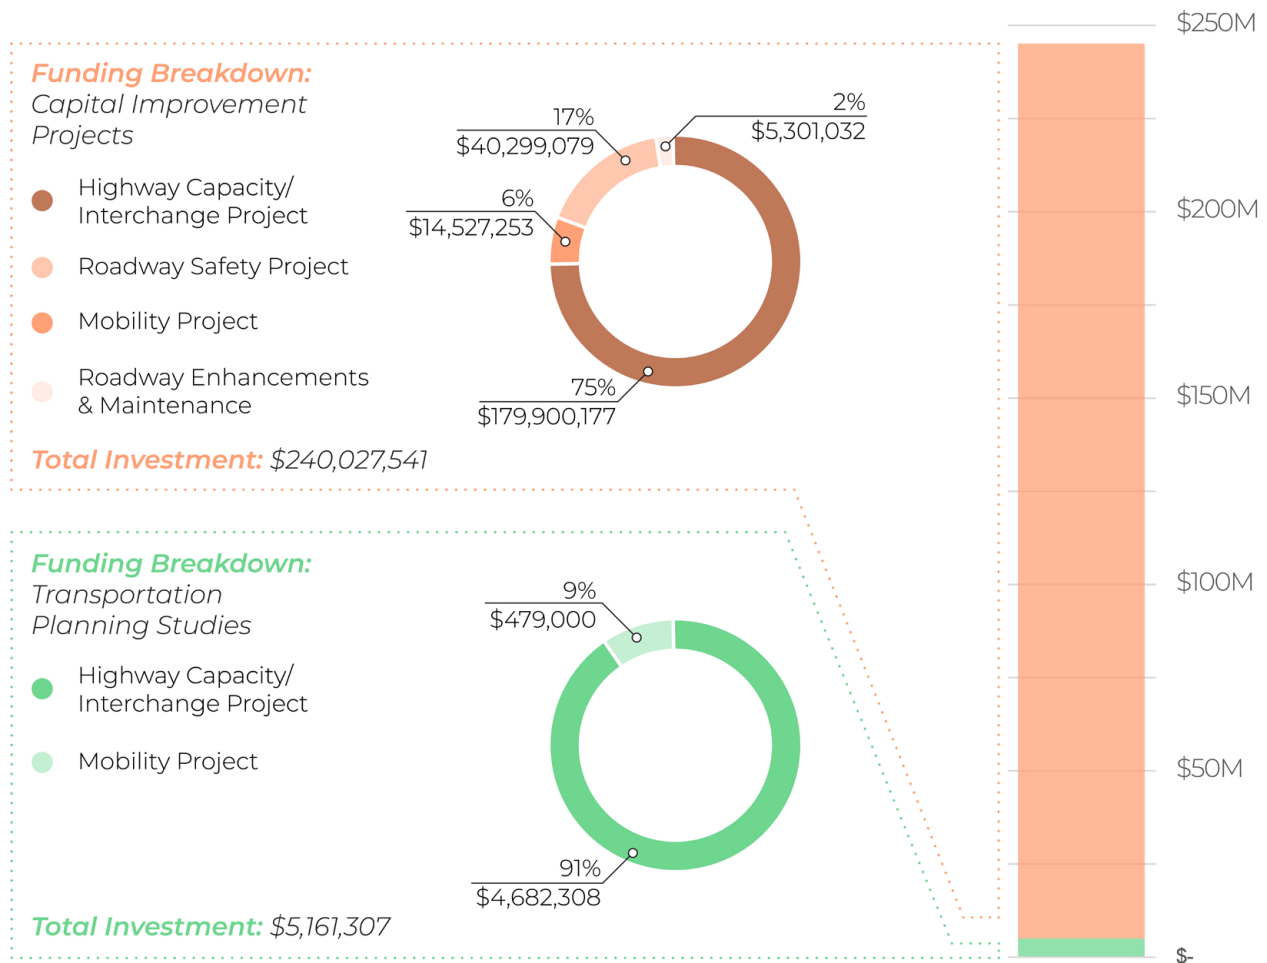 Funding Breakdown:
Capital Improvement
Projects
Highway Capacity/
Interchange Project
Roadway Safety Project
Mobility Project
Roadway Enhancements
& Maintenance
Total Investment: $240,027,541
17%
$40,299,079
2%
$5,301,032
6%
$14,527,253
75%
$179,900,177
Funding Breakdown:
Transportation
Planning Studies
Highway Capacity/
Interchange Project
Mobility Project
Total Investment: $5,161,307
9%
$479,000
91%
$4,682,308
$250M
$200M
$150M
$100M
$50M
$-